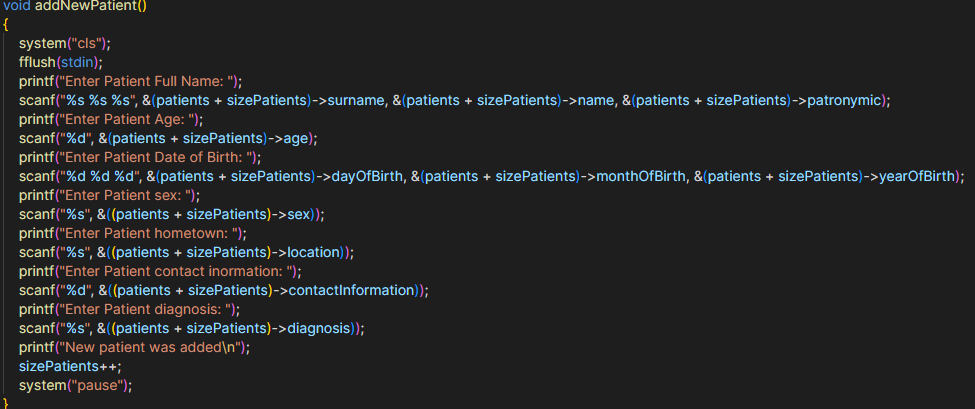 void addNewPatient()
{
system("cls");
fflush(stdin);
printf("Enter Patient Full Name: ");
scanf("%s %s %s", &(patients + sizePatients)->surname, &(patients + sizePatients)->name, &(patients + sizePatients)->patronymic);
printf("Enter Patient Age: ");
scanf("%d", &(patients + sizePatients)->age);
printf("Enter Patient Date of Birth: ");
scanf("%d %d %d", &(patients + sizePatients)->dayOfBirth, &(patients + sizePatients)->monthOfBirth, &(patients + sizePatients)->yearOfBirth);
printf("Enter Patient sex: ");
scanf("%s", &((patients + sizePatients)->sex));
printf("Enter Patient hometown: ");
scanf("%s", &((patients + sizePatients)->location));
printf("Enter Patient contact inormation: ");
scanf("%d", &((patients + sizePatients)->contactInformation));
printf("Enter Patient diagnosis: ");
scanf("%s", &((patients + sizePatients)->diagnosis));
printf("New patient was added\n");
sizePatients++;
system("pause");
}